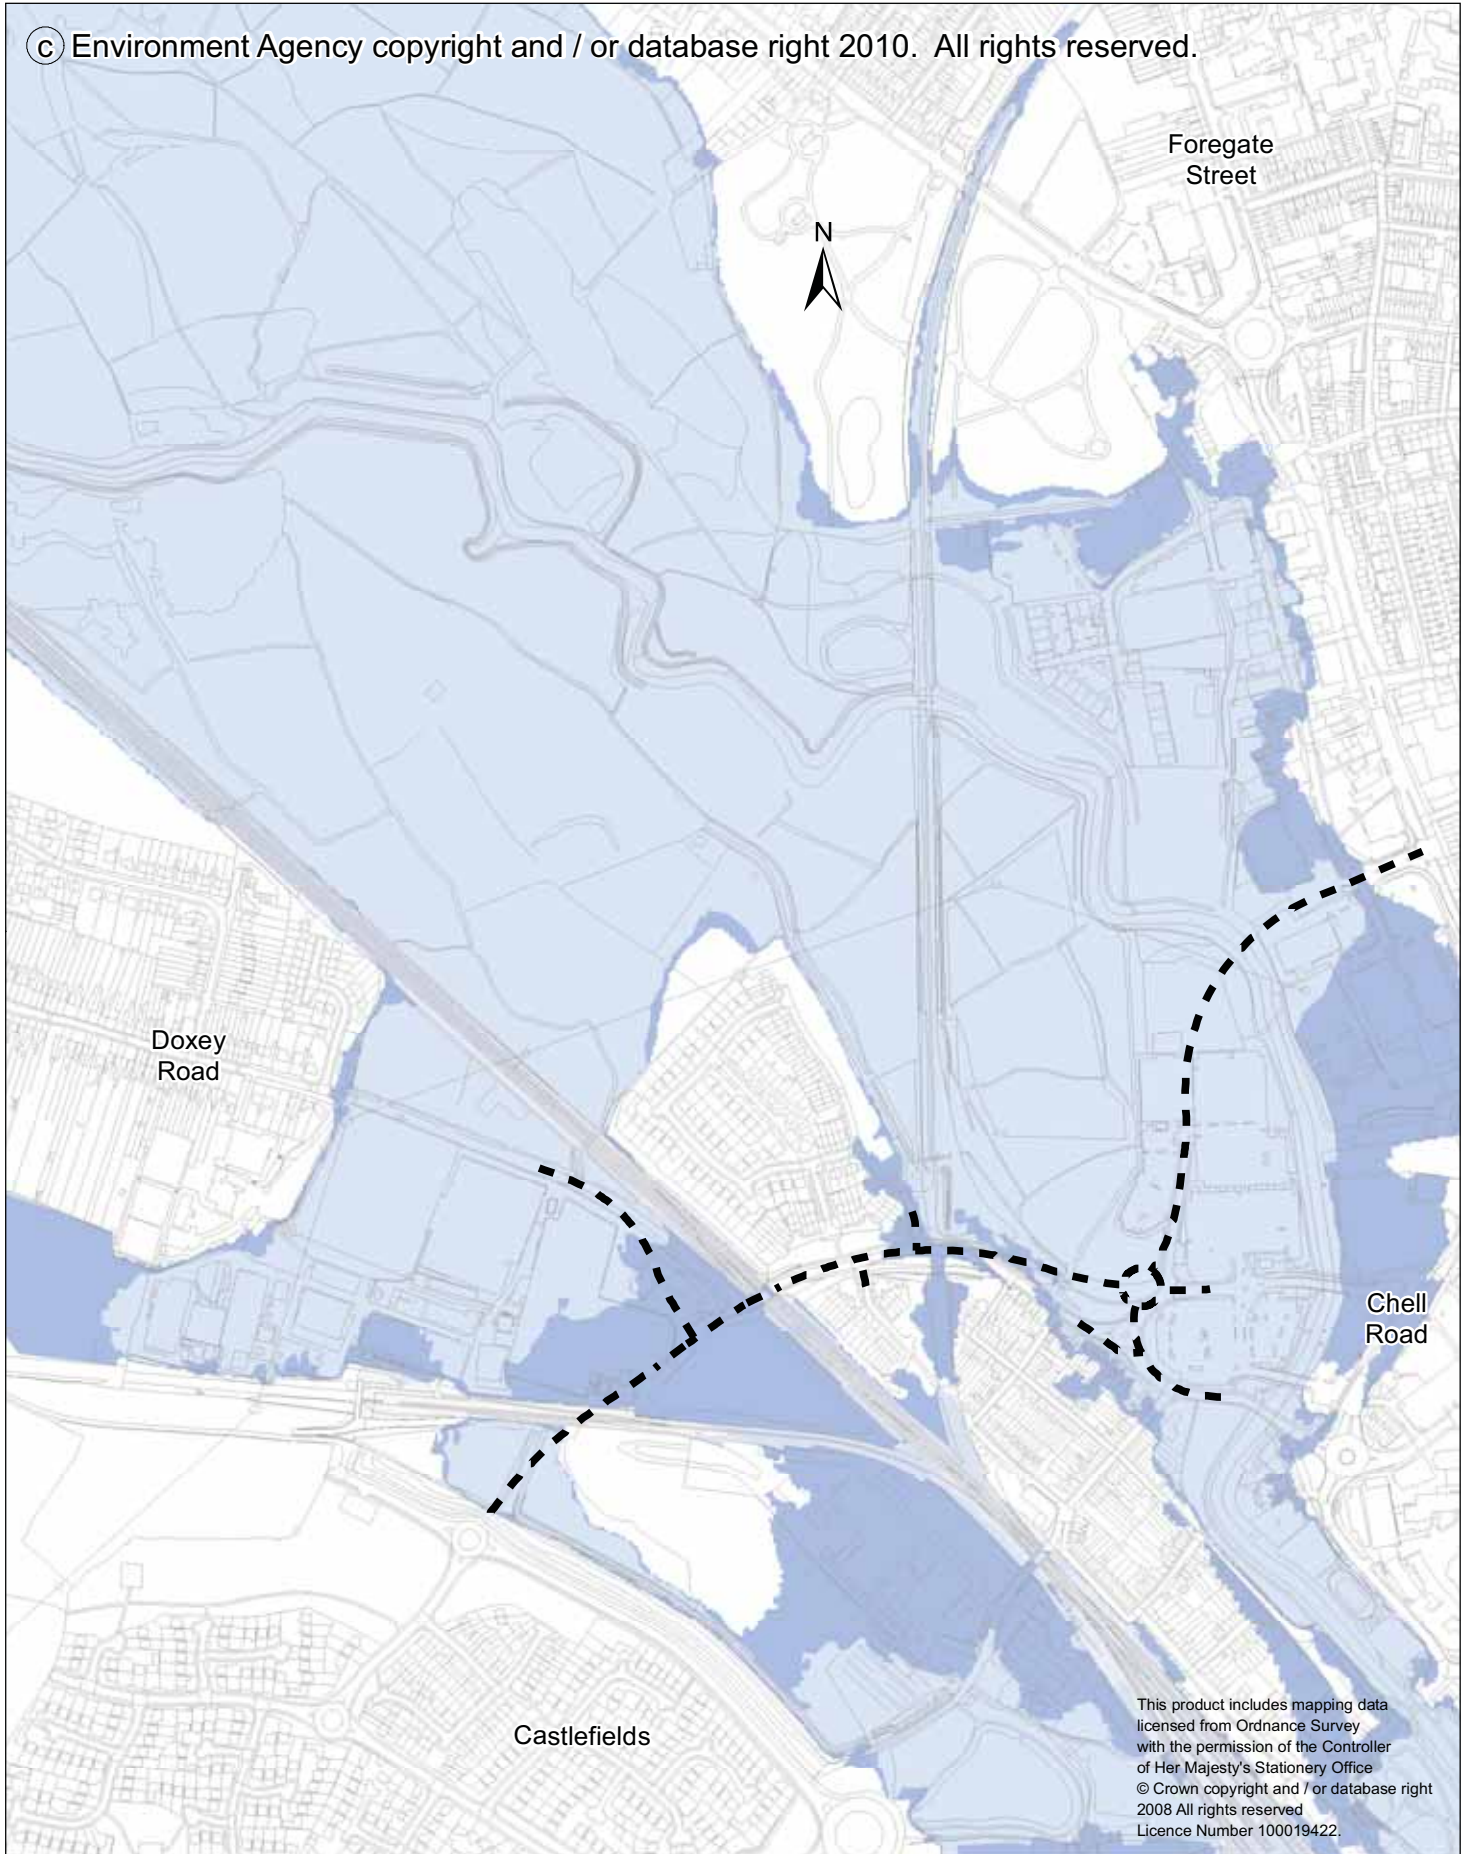 © Environment Agency copyright and / or database right 2010.  All rights reserved.
Foregate
Street
N
Doxey
Road
Chell
Road
Castlefields
This product includes mapping data
licensed from Ordnance Survey
with the permission of the Controller
of Her Majesty's Stationery Office
© Crown copyright and / or database right
2008 All rights reserved
Licence Number 100019422.